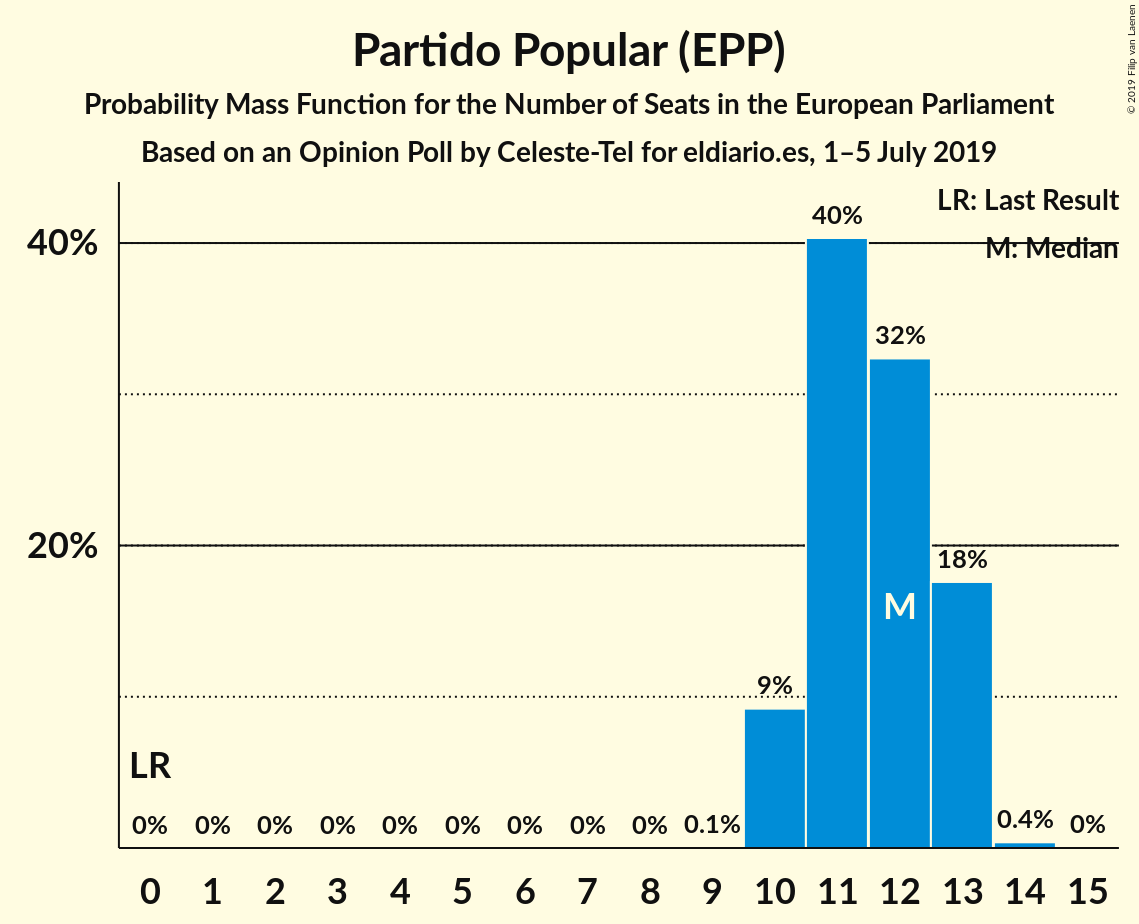 Partido Popular (EPP)
Probability Mass Function for the Number of Seats in the European Parliament
Based on an Opinion Poll by Celeste-Tel for eldiario.es, 1–5 July 2019
© 2019 Filip van Laenen
LR: Last Result
M: Median
40%
20%
40%
32%
18%
9%
M
LR
0% 0% 0% 0% 0% 0% 0% 0% 0% 0.1% 0.4% 0%
0 1 2 3 4 5 6 7 8 9 10 11 12 13 14 15